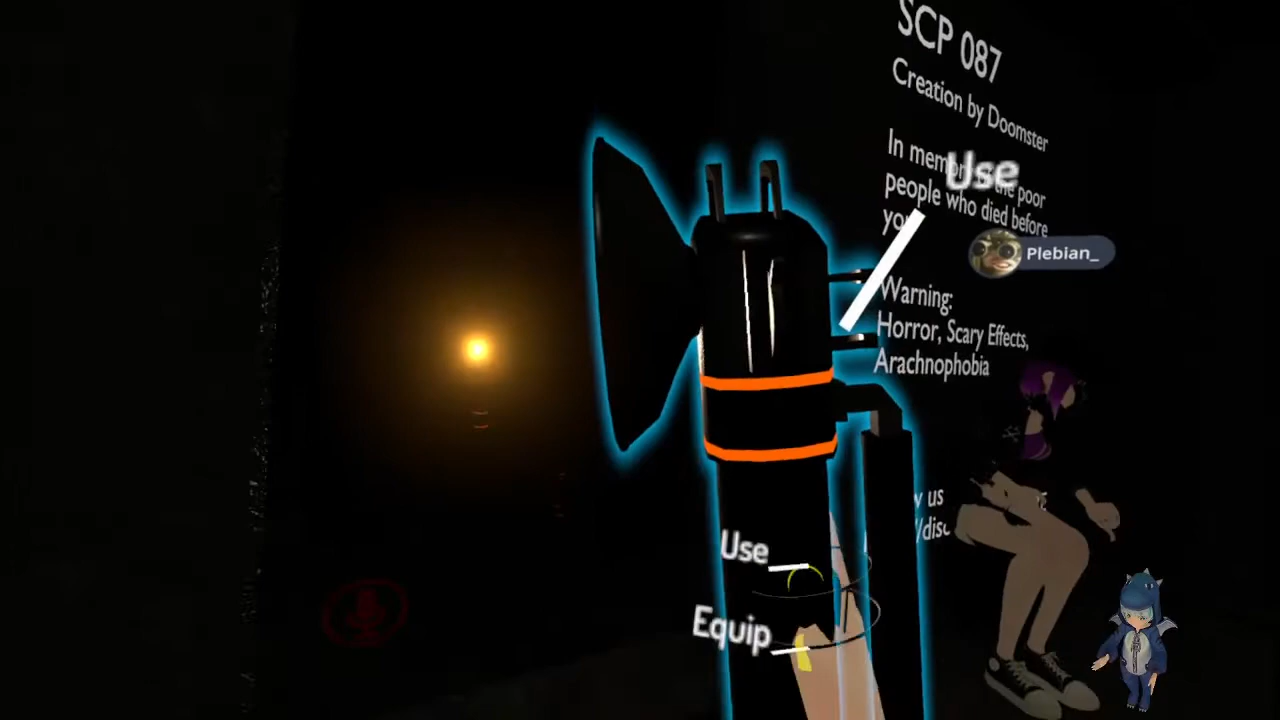 SCP 087
Creation by Doomster
In mem the poor
people who died before
you
Use
Plebian_
Warning:
Horror, Scary Effects,
Arachnophobia
us
/disc
Use
Equip